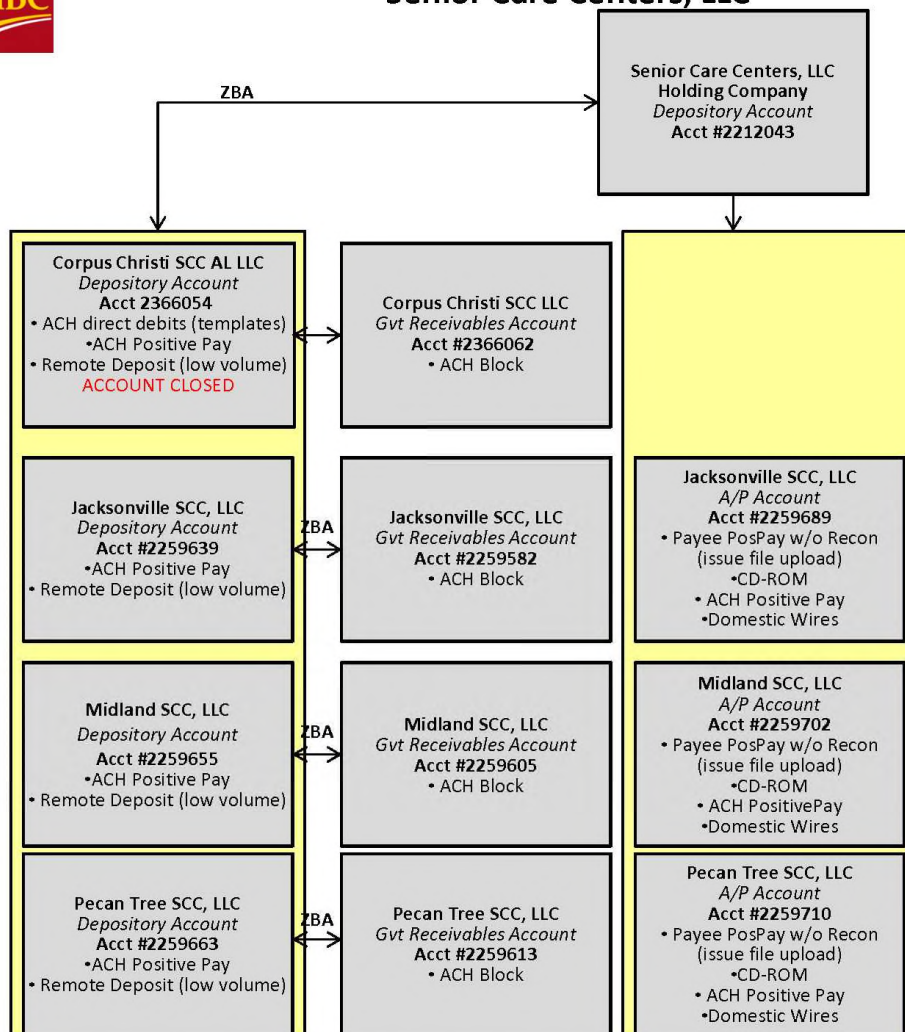 Senior Care Centers, LLC
Senior Care Centers, LLC
Holding Company
Depository Account
Acct #2212043
ZBA
Corpus Christi SCC AL LLC
Depository Account
Acct 2366054
• ACH direct debits (templates)
•ACH Positive Pay
• Remote Deposit (low volume)
ACCOUNT CLOSED
Corpus Christi SCC LLC
Gvt Receivables Account
Acct #2366062
• ACH Block
Jacksonville SCC, LLC
Depository Account
Acct #2259639
•ACH Positive Pay
• Remote Deposit (low volume)
ZBA
Jacksonville SCC, LLC
Gvt Receivables Account
Acct #2259582
• ACH Block
Jacksonville SCC, LLC
A/P Account
Acct #2259689
• Payee PosPay w/o Recon
(issue file upload)
•CD-ROM
• ACH Positive Pay
•Domestic Wires
Midland SCC, LLC
Depository Account
Acct #2259655
•ACH Positive Pay
• Remote Deposit (low volume)
ZBA
Midland SCC, LLC
Gvt Receivables Account
Acct #2259605
• ACH Block
Midland SCC, LLC
A/P Account
Acct #2259702
• Payee PosPay w/o Recon
(issue file upload)
•CD-ROM
• ACH PositivePay
•Domestic Wires
Pecan Tree SCC, LLC
Depository Account
Acct #2259663
•ACH Positive Pay
• Remote Deposit (low volume)
ZBA
Pecan Tree SCC, LLC
Gvt Receivables Account
Acct #2259613
• ACH Block
Pecan Tree SCC, LLC
A/P Account
Acct #2259710
• Payee PosPay w/o Recon
(issue file upload)
•CD-ROM
• ACH Positive Pay
•Domestic Wires